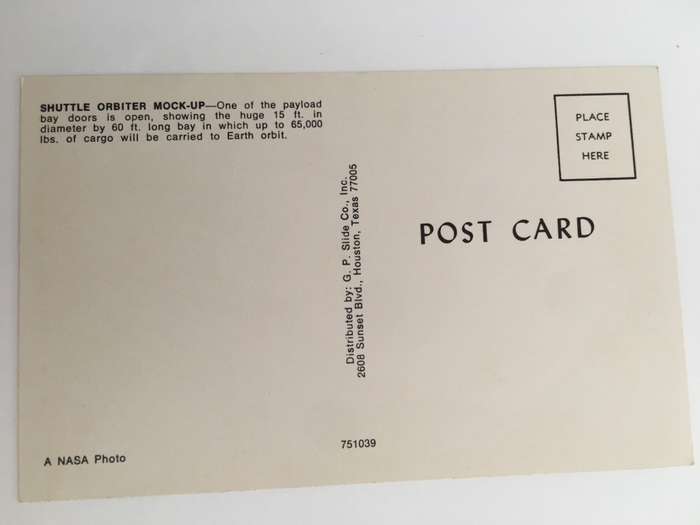 SHUTTLE ORBITER MOCK-UP—One of the payload
bay doors is open, showing the huge 15 ft. in
diameter by 60 ft. long bay in which up to 65,000
lbs. of cargo will be carried to Earth orbit.
PLACE
STAMP
HERE
POST CARD
Distributed by: G. P. Slide Co., Inc.
2608 Sunset Blvd., Houston, Texas 77005
751039
A NASA Photo